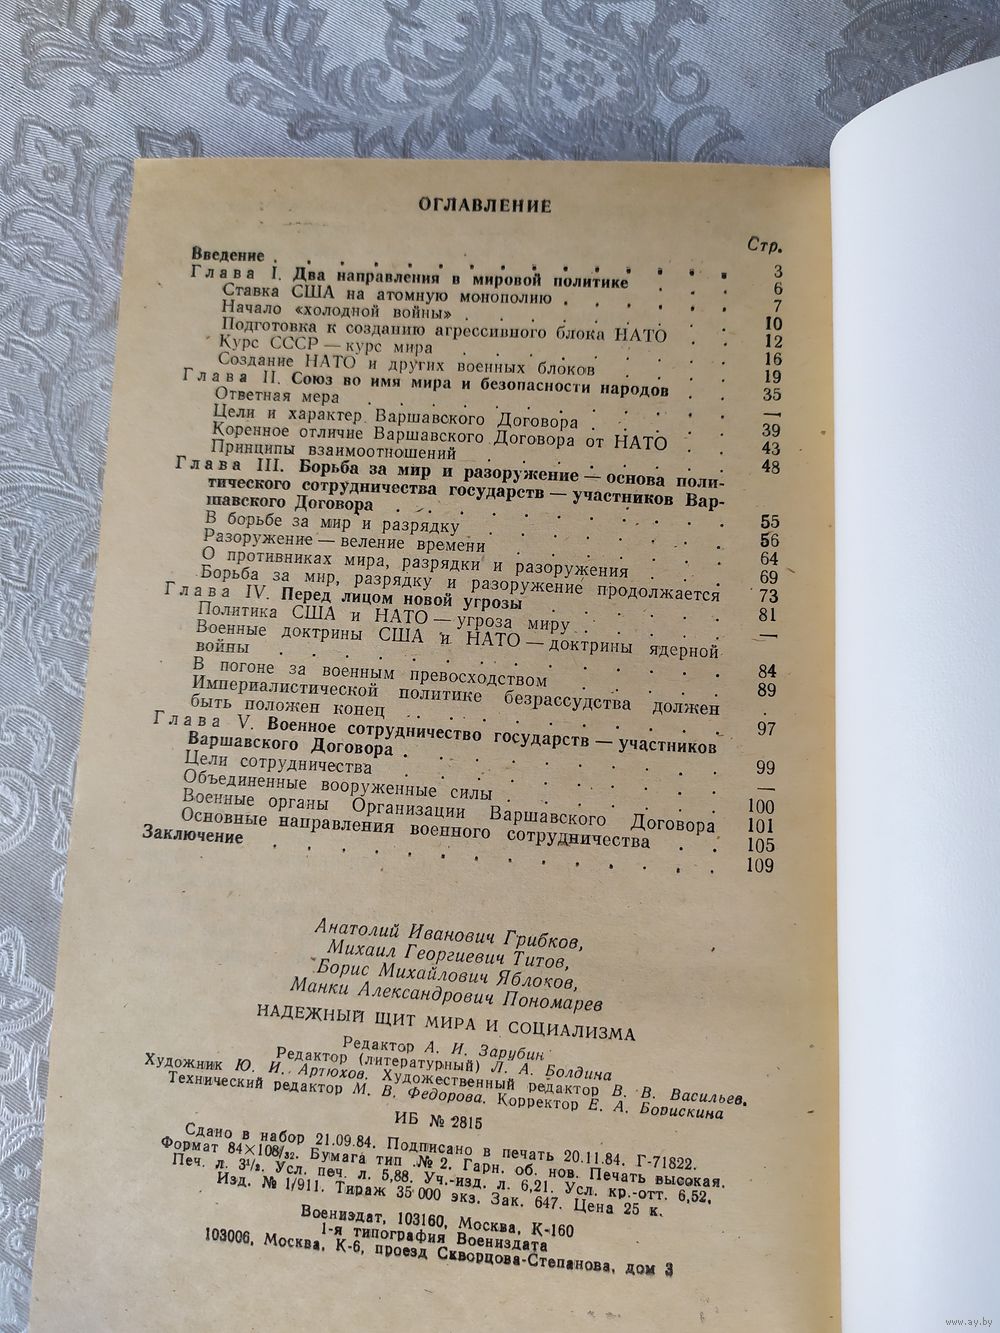 ОГЛАВЛЕНИЕ
Стр.
Введение . . . . . . . . . . . . 3
Глава I. Два направления в мировой политике . . . 6
Ставка США на атомную монополию . . . . . 7
Начало «холодной войны» . . . . . . . 10
Подготовка к созданию агрессивного блока НАТО . . 12
Курс СССР — курс мира . . . . . . . 16
Создание НАТО и других военных блоков . . . 19
Глава II. Союз во имя мира и безопасности народов . . 35
Ответная мера . . . . . . . . . —
Цели и характер Варшавского Договора . . . . 39
Коренное отличие Варшавского Договора от НАТО . . 43
Принципы взаимоотношений . . . . . . 48
Глава III. Борьба за мир и разоружение — основа поли-
тического сотрудничества государств — участников Вар-
шавского Договора . . . . . . . . 55
В борьбе за мир и разрядку . . . . . . 56
Разоружение — веление времени . . . . . 64
О противниках мира, разрядки и разоружения . . . 69
Борьба за мир, разрядку и разоружение продолжается 73
Глава IV. Перед лицом новой угрозы . . . . . 81
Политика США и НАТО — угроза миру . . . . —
Военные доктрины США и НАТО — доктрины ядерной
войны . . . . . . . . . . 84
В погоне за военным превосходством . . . . 89
Империалистической политике безрассудства должен
быть положен конец . . . . . . . 97
Глава V. Военное сотрудничество государств — участников
Варшавского Договора . . . . . . . 99
Цели сотрудничества . . . . . . . —
Объединенные вооруженные силы . . . . . 100
Военные органы Организации Варшавского Договора 101
Основные направления военного сотрудничества . . 105
Заключение . . . . . . . . . . 109
Анатолий Иванович Грибков,
Михаил Георгиевич Титов,
Борис Михайлович Яблоков,
Манки Александрович Пономарев
НАДЕЖНЫЙ ЩИТ МИРА И СОЦИАЛИЗМА
Редактор А. И. Зарубин
Редактор (литературный) Л. А. Болдина
Художник Ю. И. Артюхов. Художественный редактор В. В. Васильев.
Технический редактор М. В. Федорова. Корректор Е. А. Борискина
ИБ № 2815
Сдано в набор 21.09.84. Подписано в печать 20.11.84. Г-71822.
Формат 84×108/32. Бумага тип. № 2. Гарн. об. нов. Печать высокая.
Печ. л. 3½. Усл. печ. л. 5,88. Уч.-изд. л. 6,21. Усл. кр.-отт. 6,52.
Изд. № 1/911. Тираж 35 000 экз. Зак. 647. Цена 25 к.
Воениздат, 103160, Москва, К-160
1-я типография Воениздата
103006, Москва, К-6, проезд Скворцова-Степанова, дом 3
www.ay.by